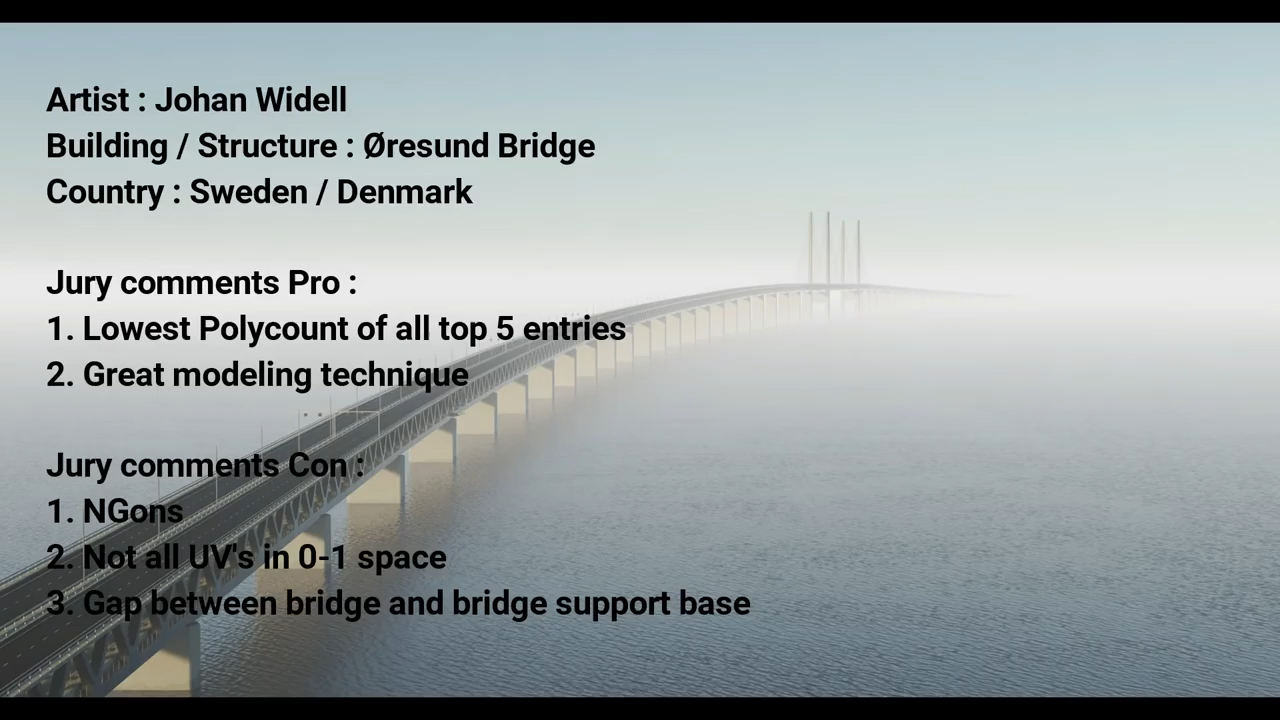 Artist : Johan Widell
Building / Structure : Øresund Bridge
Country : Sweden / Denmark
Jury comments Pro :
1. Lowest Polycount of all top 5 entries
2. Great modeling technique
Jury comments Con :
1. NGons
2. Not all UV's in 0-1 space
3. Gap between bridge and bridge support base